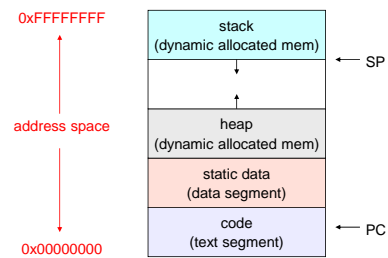 0xFFFFFFFF
stack
(dynamic allocated mem)
SP
address space
heap
(dynamic allocated mem)
static data
(data segment)
code
(text segment)
PC
0x00000000